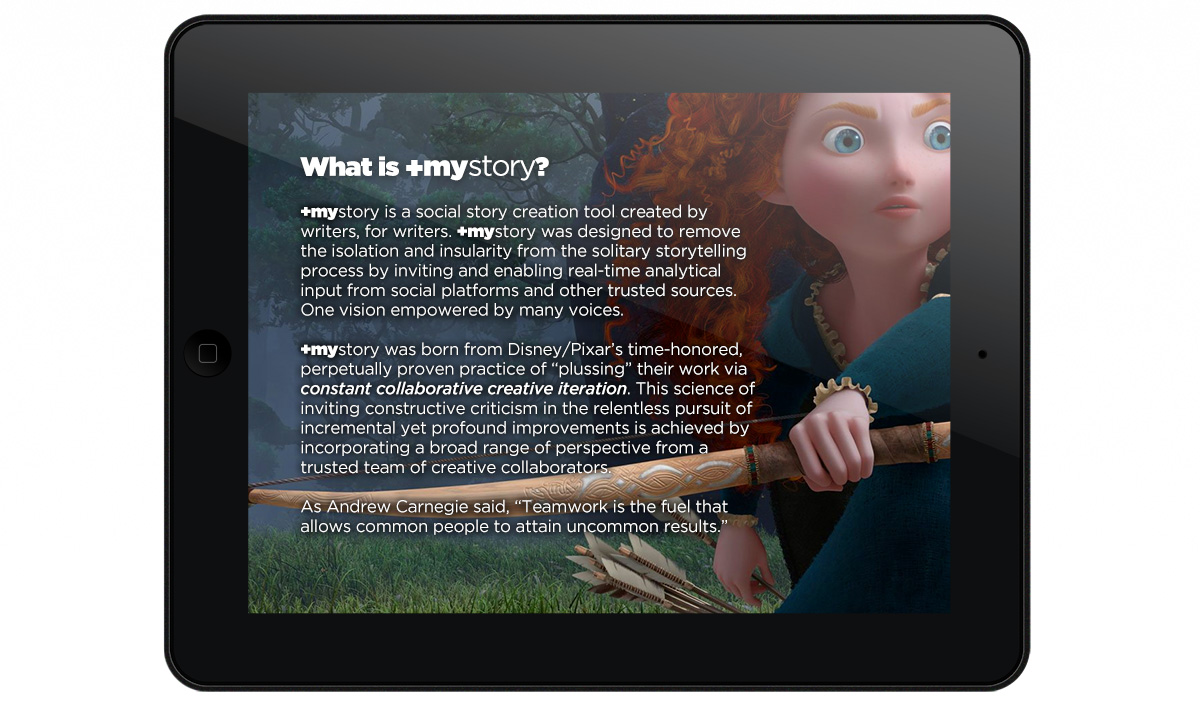 What is +mystory?
+mystory is a social story creation tool created by
writers, for writers. +mystory was designed to remove
the isolation and insularity from the solitary storytelling
process by inviting and enabling real-time analytical
input from social platforms and other trusted sources.
One vision empowered by many voices.
+mystory was born from Disney/Pixar’s time-honored,
perpetually proven practice of “plussing” their work via
constant collaborative creative iteration. This science of
inviting constructive criticism in the relentless pursuit of
incremental yet profound improvements is achieved by
incorporating a broad range of perspective from a
trusted team of creative collaborators.
As Andrew Carnegie said, “Teamwork is the fuel that
allows common people to attain uncommon results.”